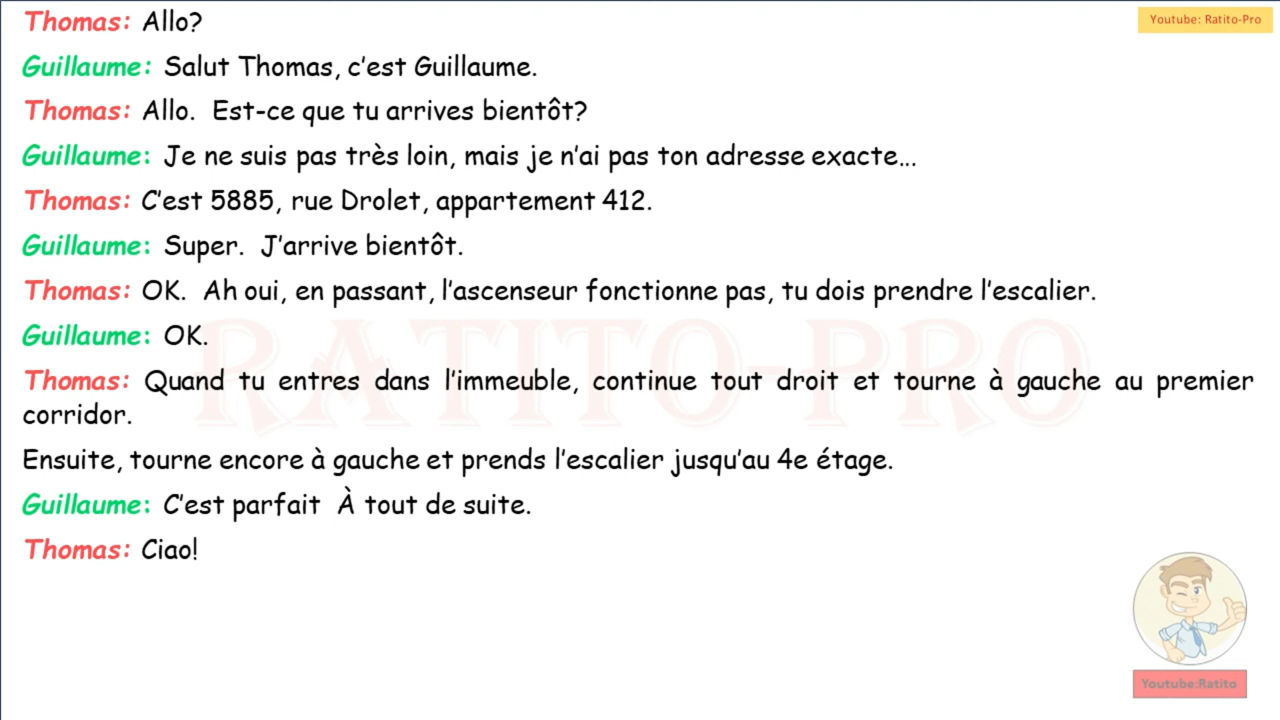 Youtube: Ratito-Pro
Thomas: Allo?
Guillaume: Salut Thomas, c'est Guillaume.
Thomas: Allo.  Est-ce que tu arrives bientôt?
Guillaume: Je ne suis pas très loin, mais je n'ai pas ton adresse exacte...
Thomas: C'est 5885, rue Drolet, appartement 412.
Guillaume: Super.  J'arrive bientôt.
Thomas: OK.  Ah oui, en passant, l'ascenseur fonctionne pas, tu dois prendre l'escalier.
Guillaume: OK.
RATITO-PRO
Thomas: Quand tu entres dans l'immeuble, continue tout droit et tourne à gauche au premier
corridor.
Ensuite, tourne encore à gauche et prends l'escalier jusqu'au 4e étage.
Guillaume: C'est parfait  À tout de suite.
Thomas: Ciao!
Youtube:Ratito